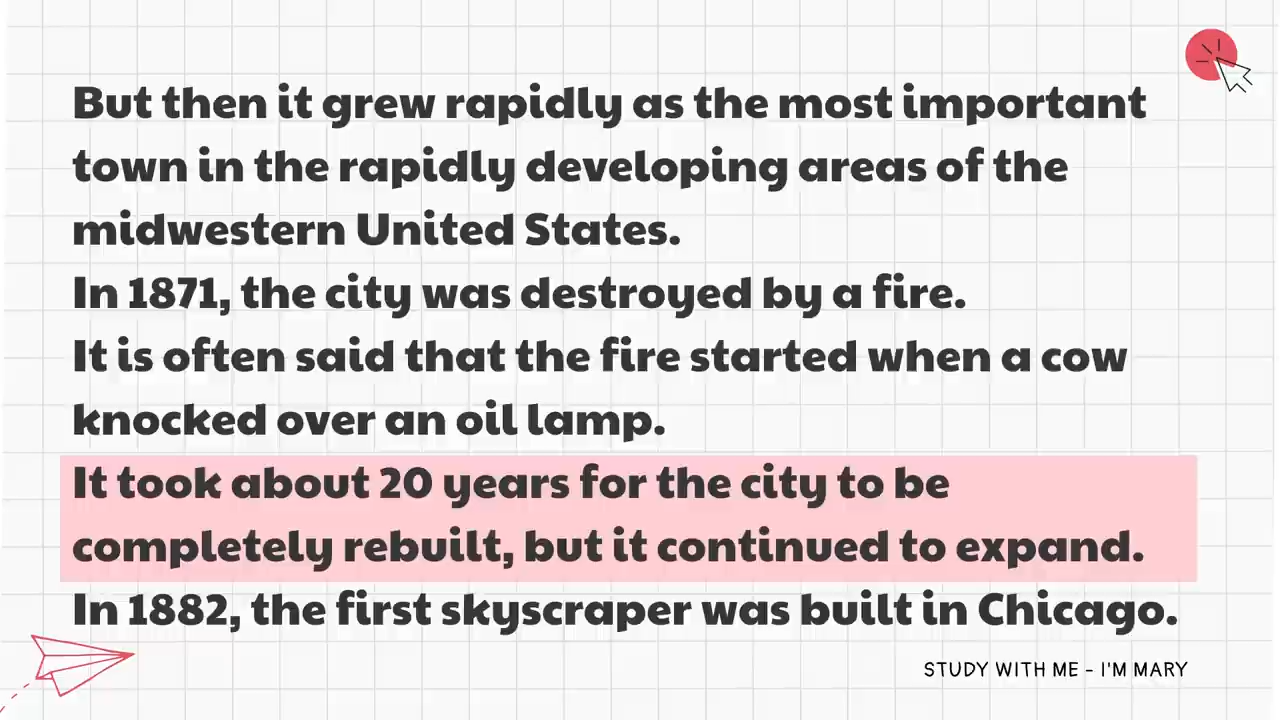 But then it grew rapidly as the most important
town in the rapidly developing areas of the
midwestern United States.
In 1871, the city was destroyed by a fire.
It is often said that the fire started when a cow
knocked over an oil lamp.
It took about 20 years for the city to be
completely rebuilt, but it continued to expand.
In 1882, the first skyscraper was built in Chicago.
STUDY WITH ME - I'M MARY